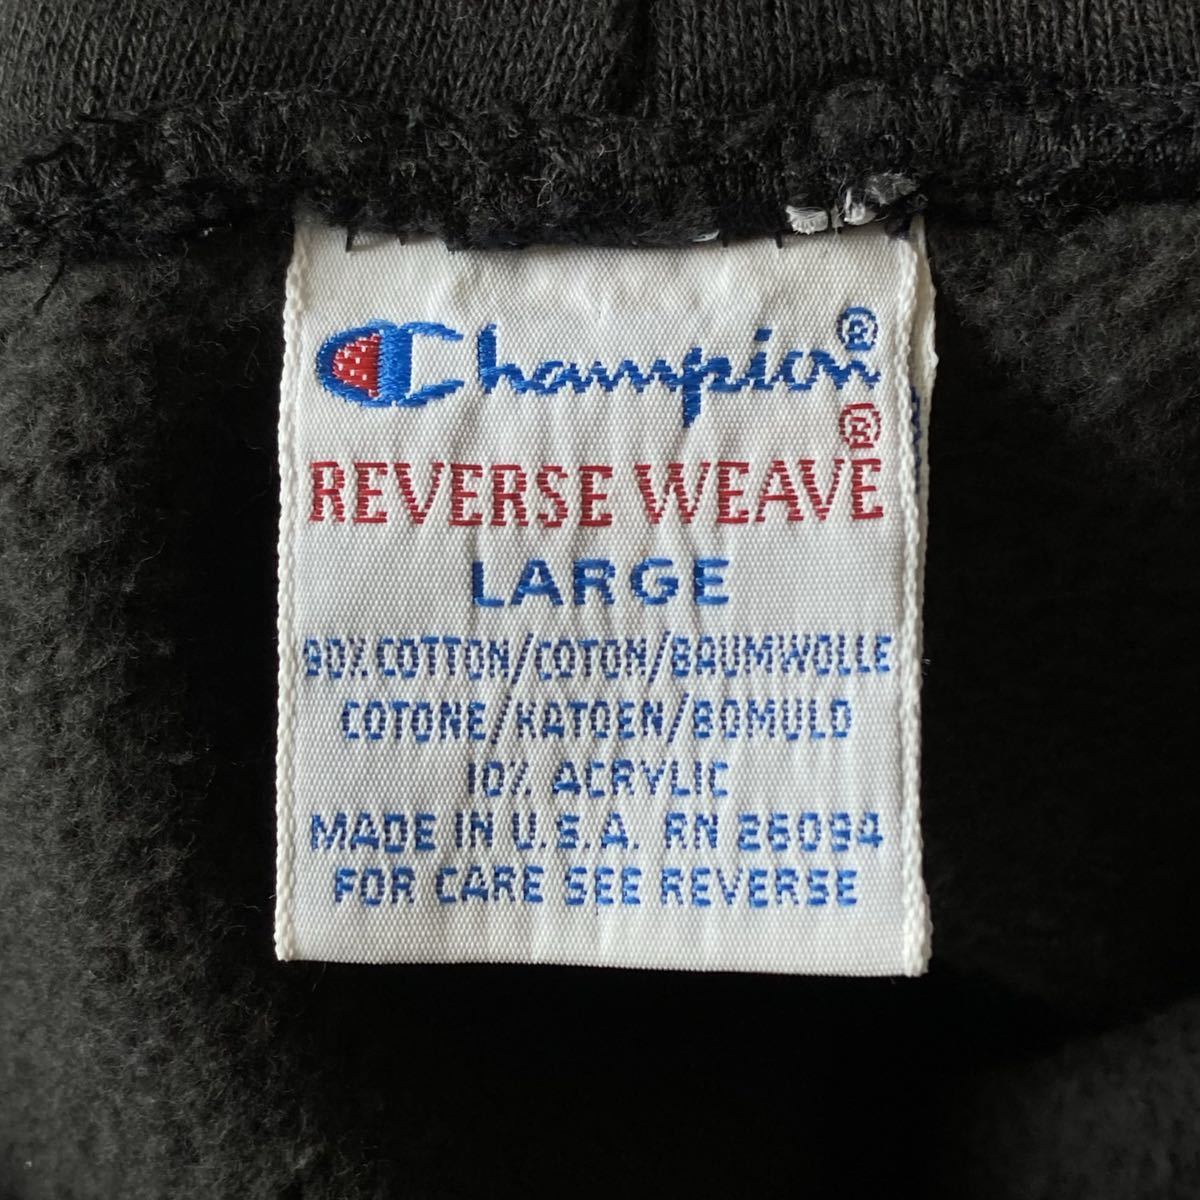 Champion®
REVERSE WEAVE®
LARGE
90% COTTON/COTON/BAUMWOLLE
COTONE/KATOEN/BOMULD
10% ACRYLIC
MADE IN U.S.A. RN 26094
FOR CARE SEE REVERSE